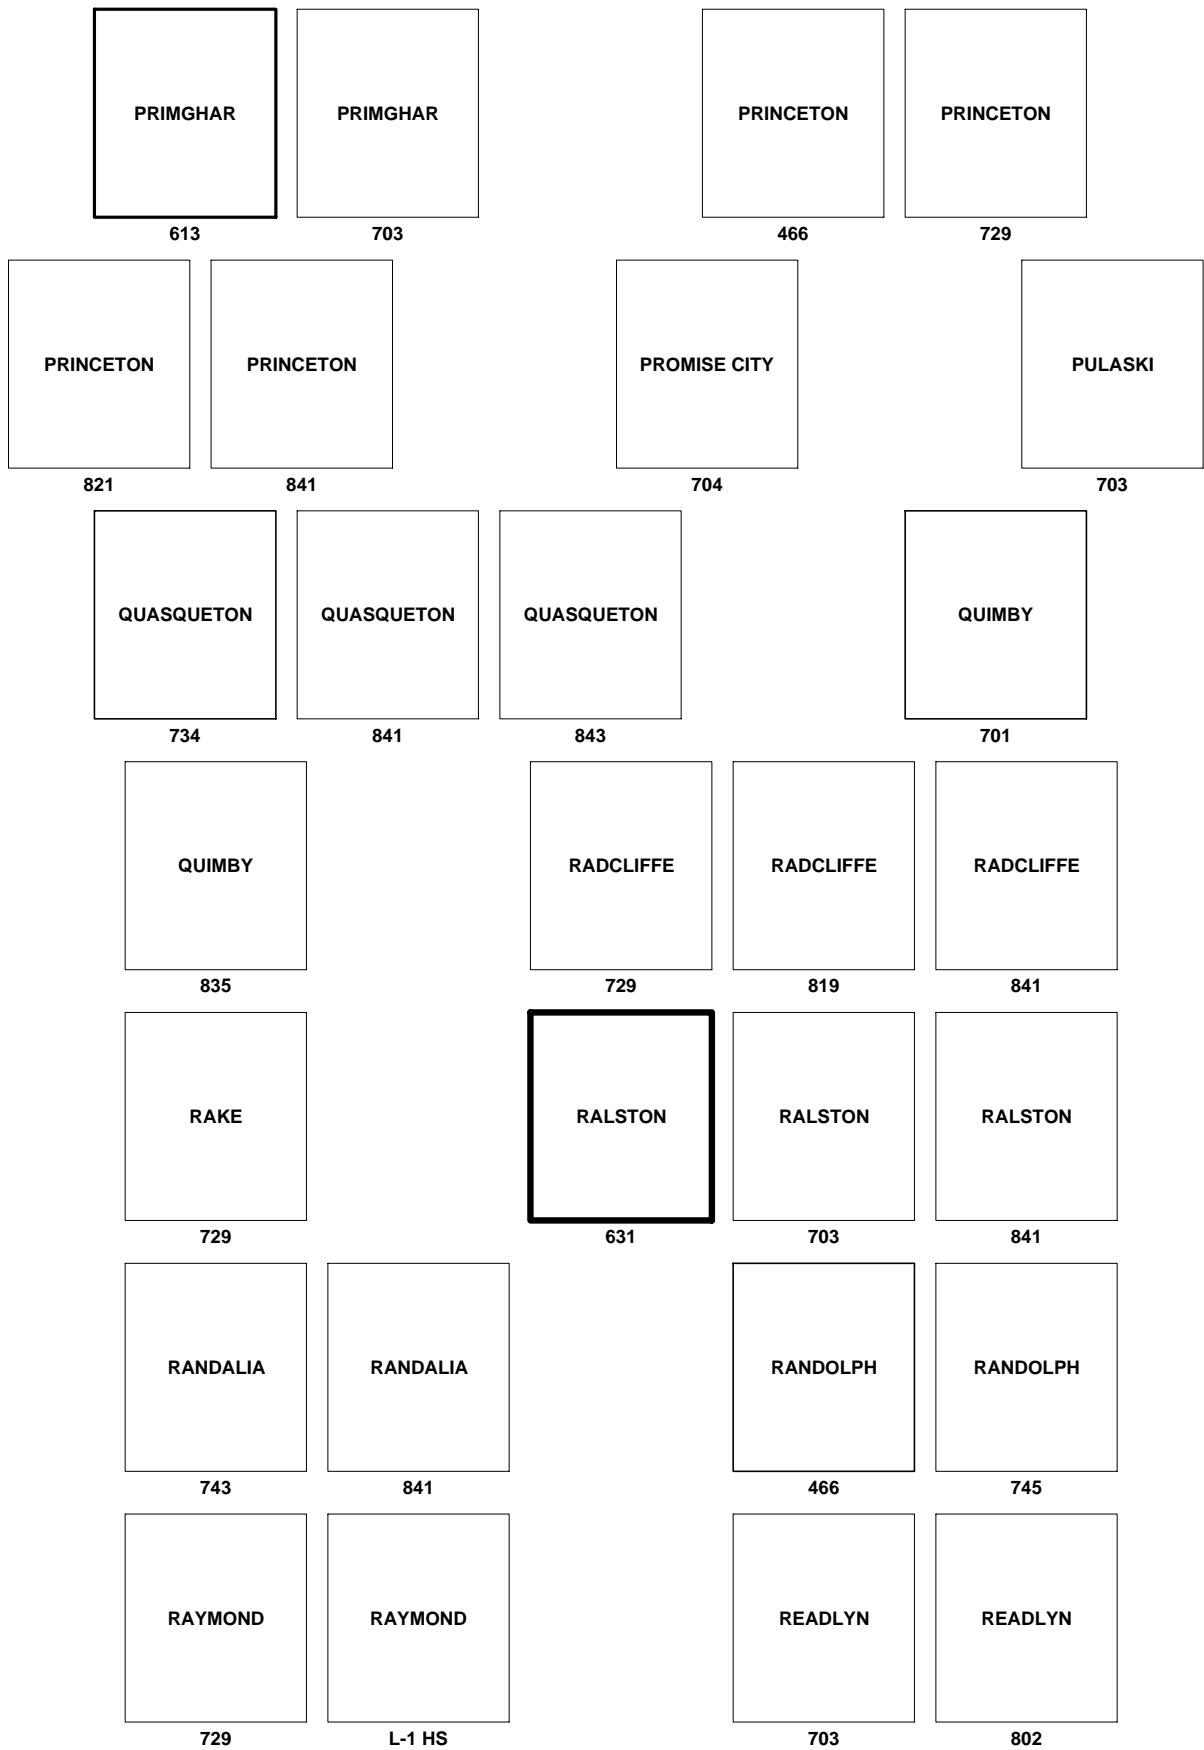 PRIMGHAR PRIMGHAR PRINCETON PRINCETON
613 703 466 729
PRINCETON PRINCETON PROMISE CITY PULASKI
821 841 704 703
QUASQUETON QUASQUETON QUASQUETON QUIMBY
734 841 843 701
QUIMBY RADCLIFFE RADCLIFFE RADCLIFFE
835 729 819 841
RAKE RALSTON RALSTON RALSTON
729 631 703 841
RANDALIA RANDALIA RANDOLPH RANDOLPH
743 841 466 745
RAYMOND RAYMOND READLYN READLYN
729 L-1 HS 703 802